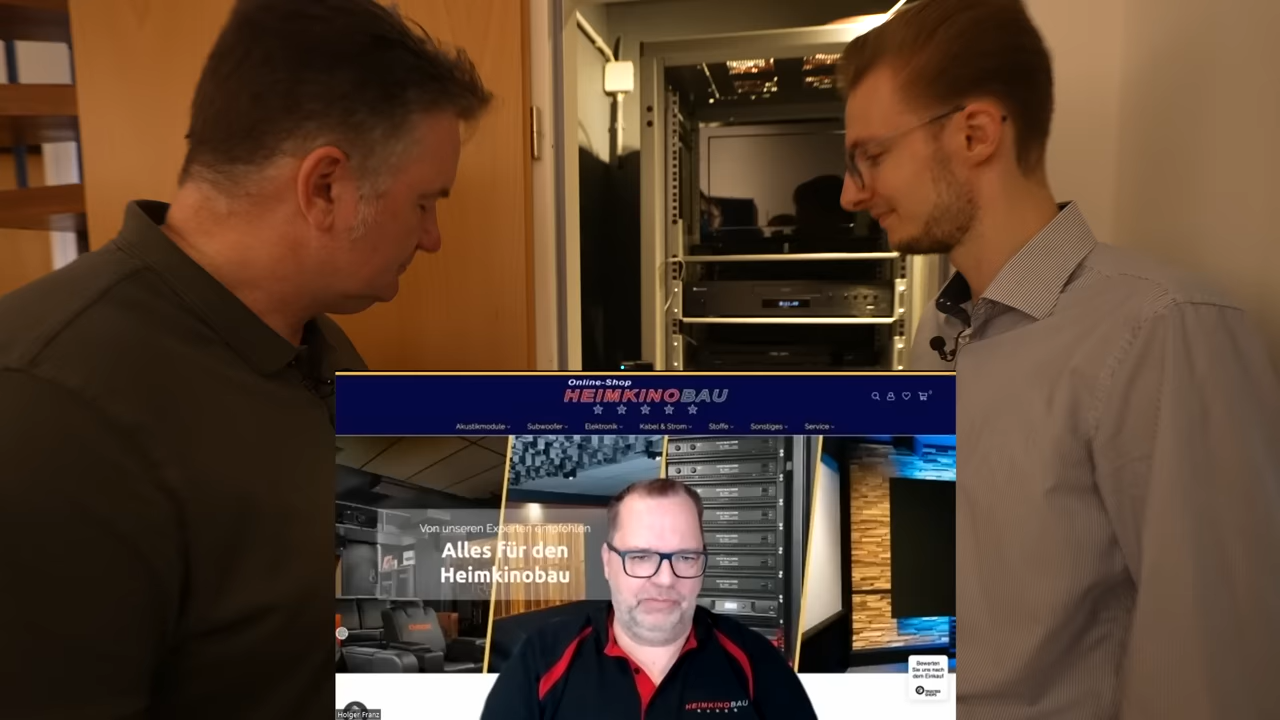 Online-Shop
HEIMKINOBAU
Akustikmodule
Subwoofer
Elektronik
Kabel & Strom
Stoffe
Sonstiges
Service
Von unseren Experten empfohlen
Alles für den
Heimkinobau
HEIMKINOBAU
Bewerten
Sie uns nach
dem Einkauf
Holger Franz